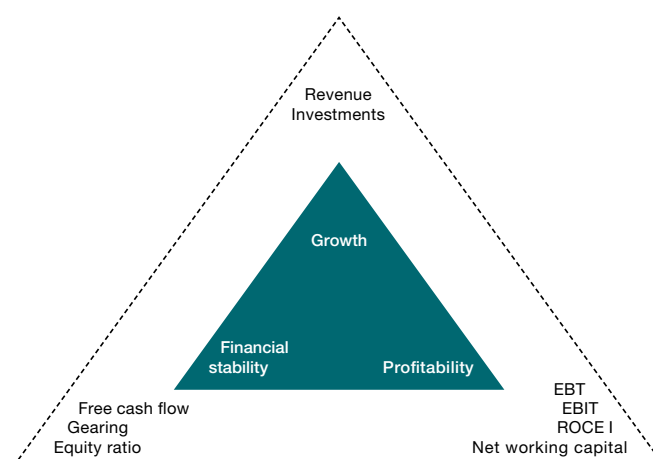 Revenue
Investments
Growth
Financial
stability
Profitability
Free cash flow
Gearing
Equity ratio
EBT
EBIT
ROCE I
Net working capital